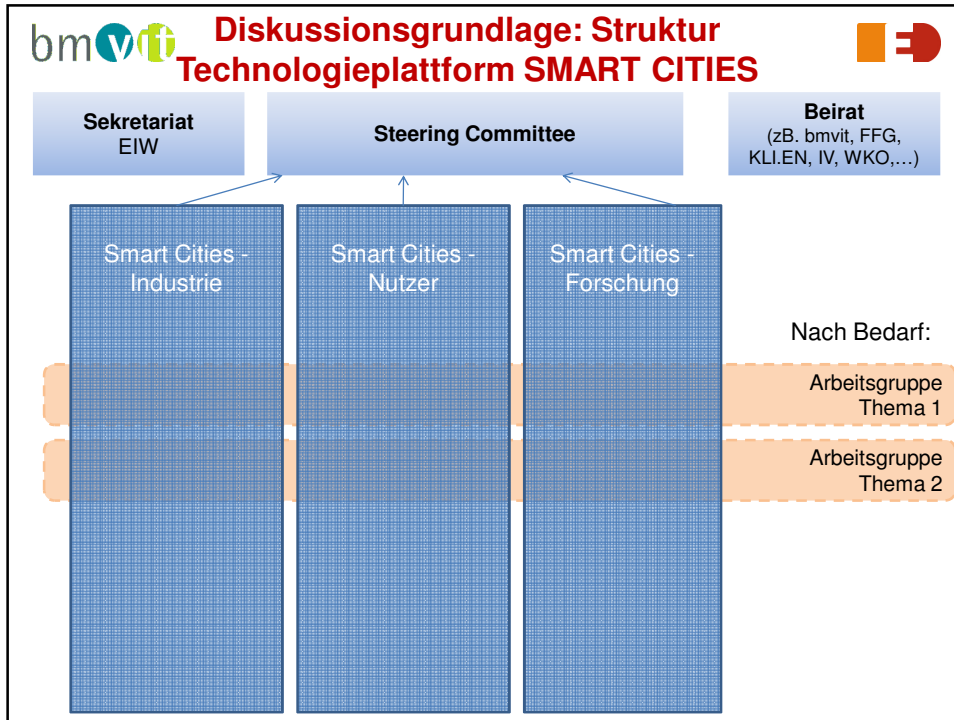 bmvit
Diskussionsgrundlage: Struktur
Technologieplattform SMART CITIES
Sekretariat
EIW
Steering Committee
Beirat
(zB. bmvit, FFG,
KLI.EN, IV, WKO,…)
Smart Cities -
Industrie
Smart Cities -
Nutzer
Smart Cities -
Forschung
Nach Bedarf:
Arbeitsgruppe
Thema 1
Arbeitsgruppe
Thema 2